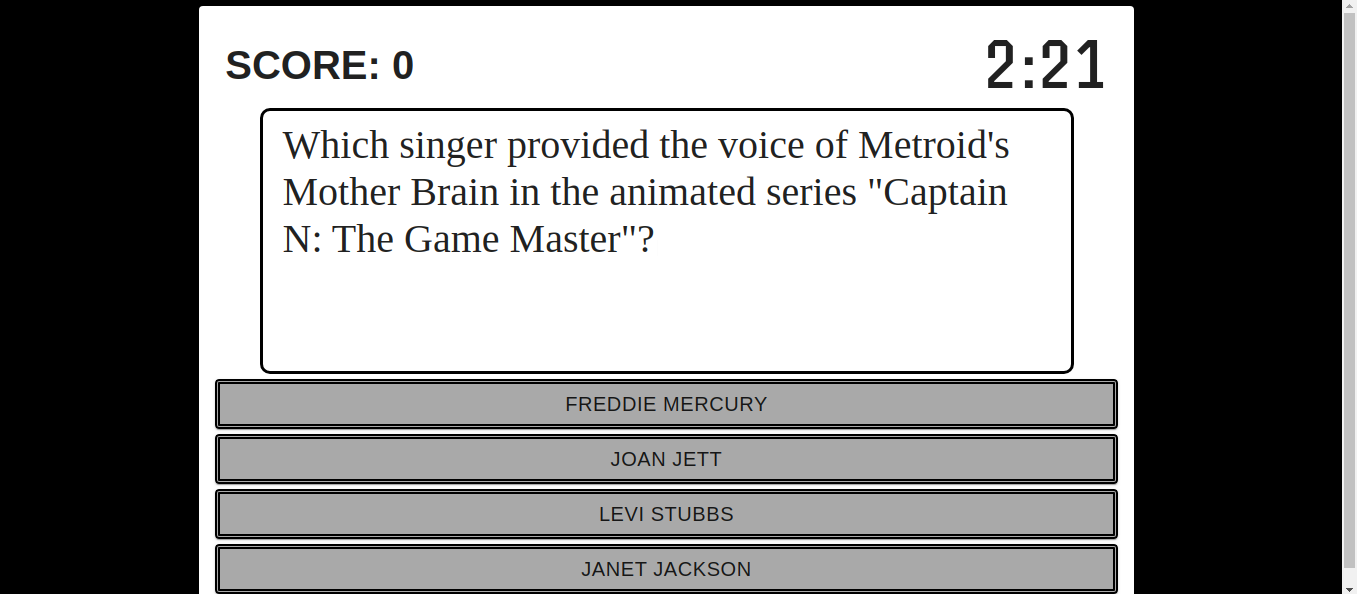 SCORE: 0
2:21
Which singer provided the voice of Metroid's
Mother Brain in the animated series "Captain
N: The Game Master"?
FREDDIE MERCURY
JOAN JETT
LEVI STUBBS
JANET JACKSON